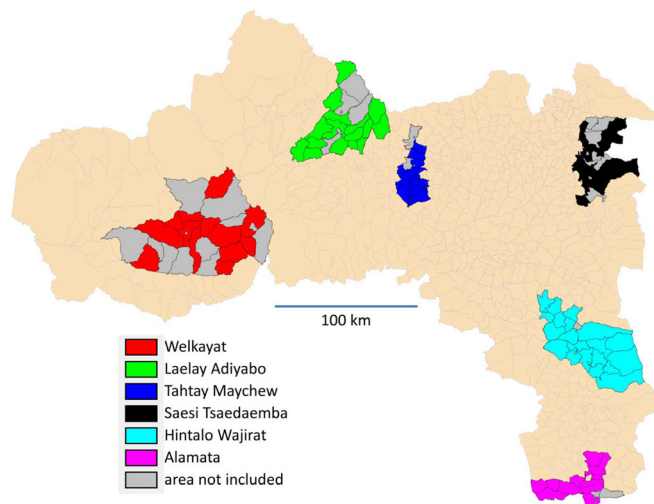 100 km
Welkayat
Laelay Adiyabo
Tahtay Maychew
Saesi Tsaedaemba
Hintalo Wajirat
Alamata
area not included